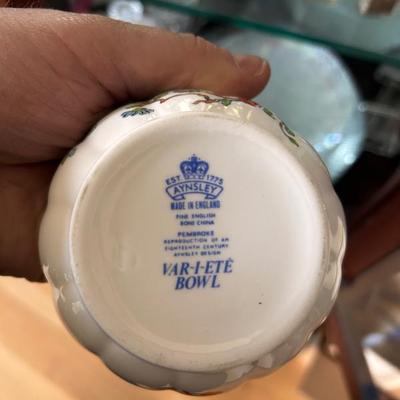 EST 1775
AYNSLEY
MADE IN ENGLAND
FINE ENGLISH
BONE CHINA
PEMBROKE
REPRODUCTION OF AN
EIGHTEENTH CENTURY
AYNSLEY DESIGN
VAR-I-ETÊ
BOWL